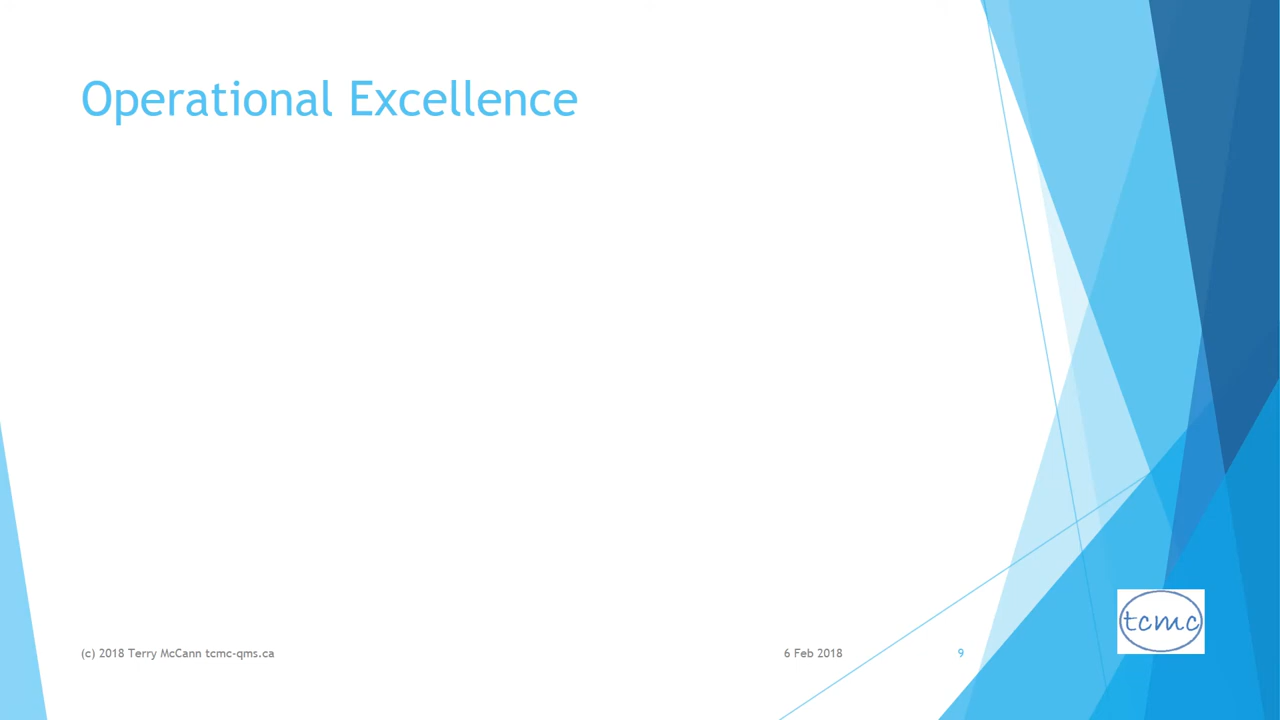 Operational Excellence
(c) 2018 Terry McCann tcmc-qms.ca
6 Feb 2018
9
tcmc